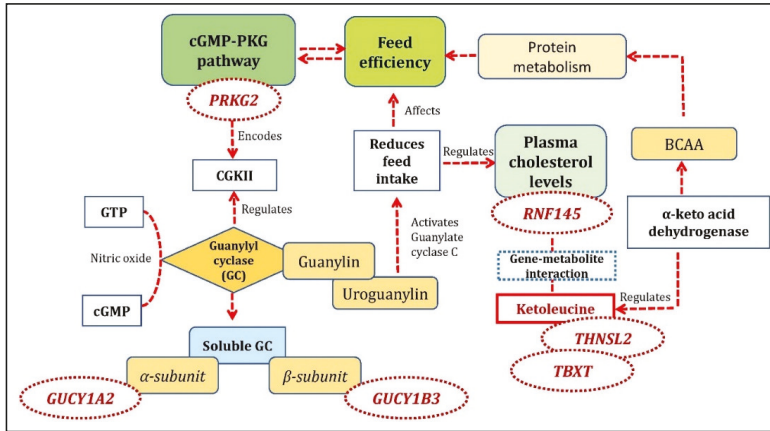 cGMP-PKG
pathway
Feed
efficiency
Protein
metabolism
PRKG2
Encodes
Affects
Reduces
feed
intake
Regulates
Plasma
cholesterol
levels
BCAA
CGKII
RNF145
GTP
Regulates
Activates
Guanylate
cyclase C
α-keto acid
dehydrogenase
Nitric oxide
Guanylyl
cyclase
(GC)
Guanylin
Uroguanylin
Gene-metabolite
interaction
cGMP
Regulates
Ketoleucine
Soluble GC
THNSL2
α-subunit
β-subunit
TBXT
GUCY1A2
GUCY1B3